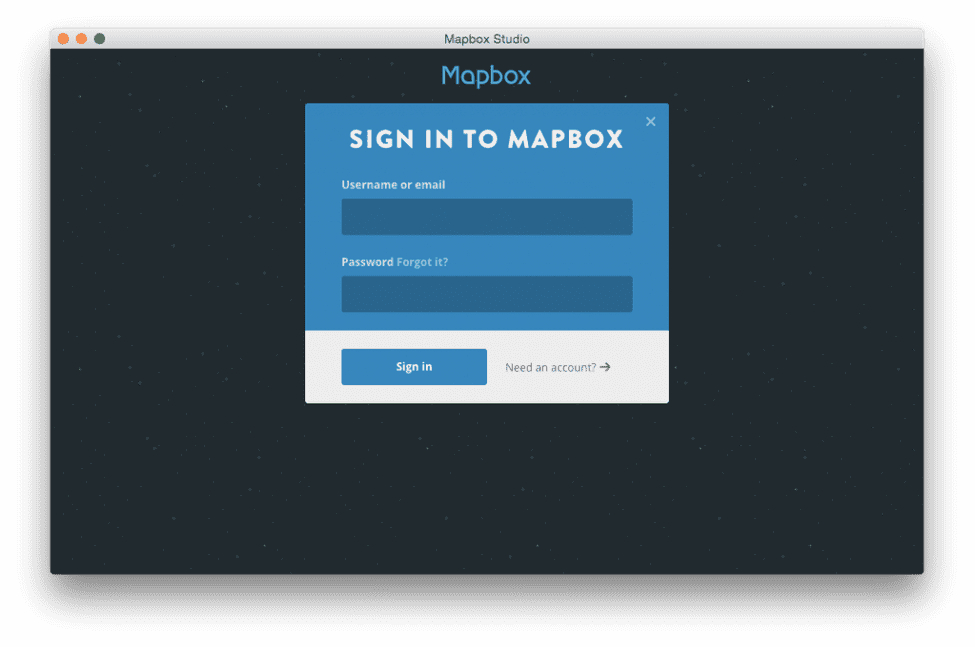 Mapbox Studio
Mapbox
SIGN IN TO MAPBOX
Username or email
Password Forgot it?
Sign in Need an account? →